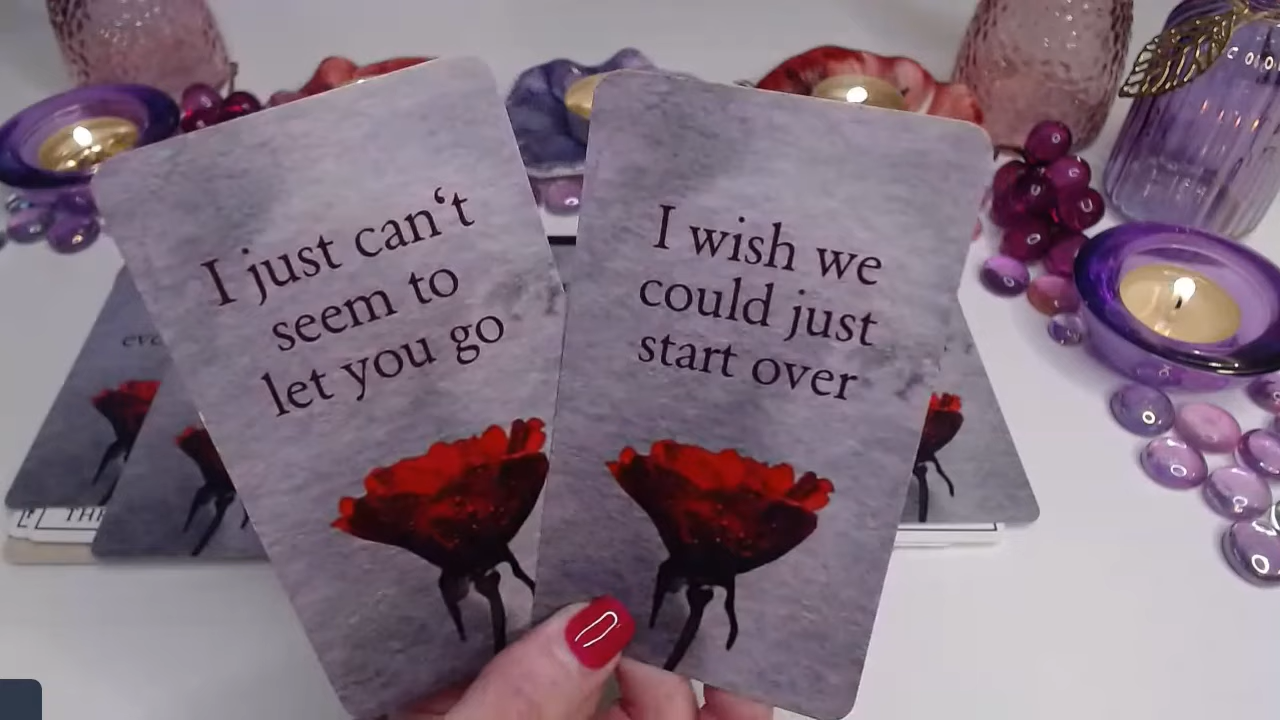 I just can't
seem to
let you go
I wish we
could just
start over